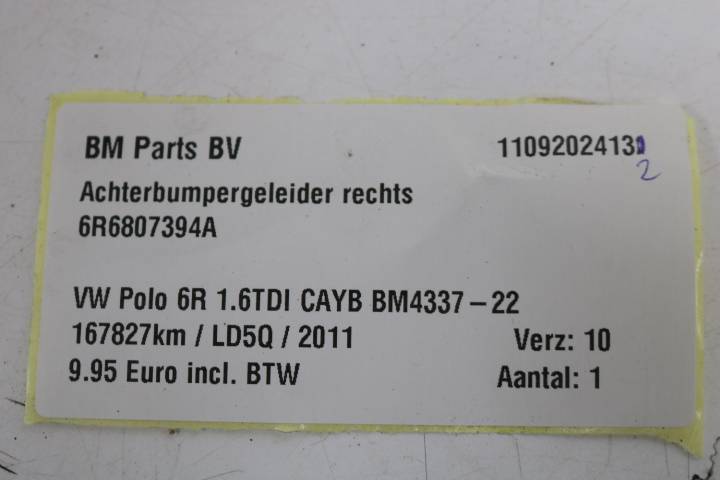 BM Parts BV 11092024131
2
Achterbumpergeleider rechts
6R6807394A
VW Polo 6R 1.6TDI CAYB BM4337-22
167827km / LD5Q / 2011 Verz: 10
9.95 Euro incl. BTW Aantal: 1